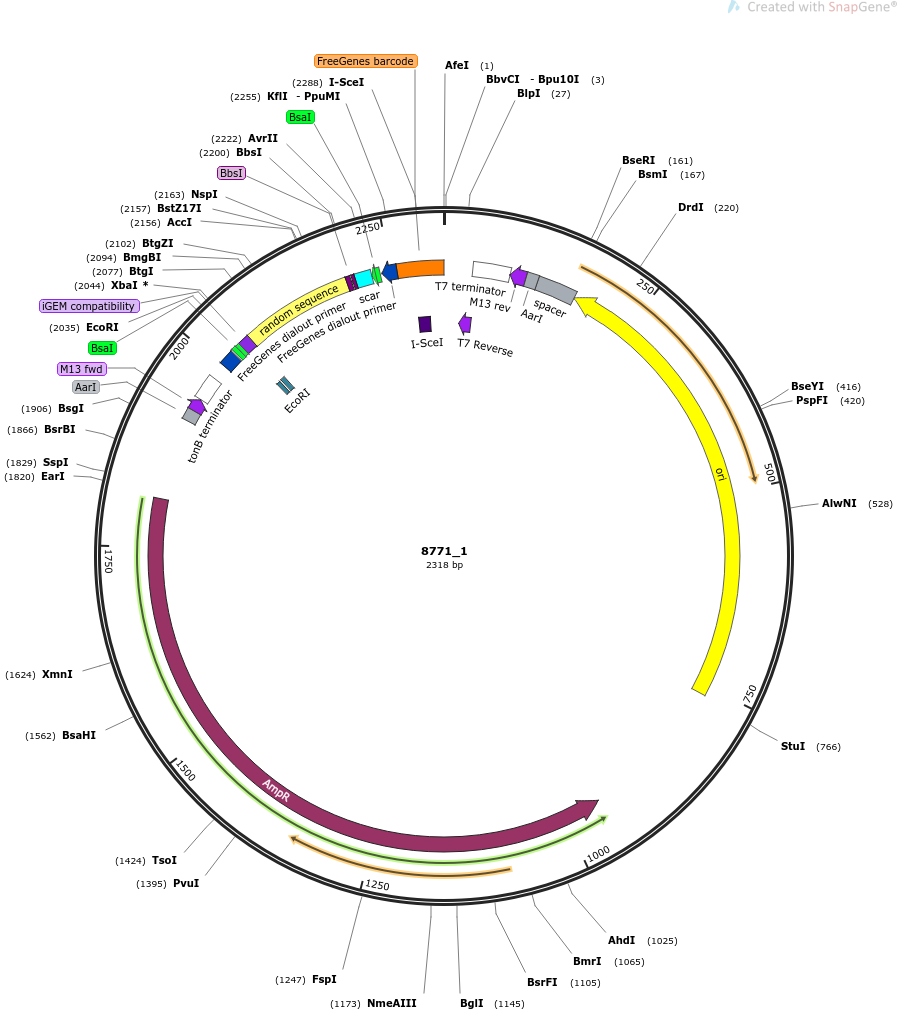 Created with SnapGene®
FreeGenes barcode
AfeI (1)
(2288) I-SceI
BbvCI - Bpu10I (3)
(2255) KflI - PpuMI
BlpI (27)
BsaI
(2222) AvrII
(2200) BbsI
BbsI
(2163) NspI
(2157) BstZ17I
(2156) AccI
(2102) BtgZI
(2094) BmgBI
(2077) BtgI
(2044) XbaI *
iGEM compatibility
(2035) EcoRI
BsaI
M13 fwd
AarI
(1906) BsgI
(1866) BsrBI
(1829) SspI
(1820) EarI
(1624) XmnI
(1562) BsaHI
(1424) TsoI
(1395) PvuI
(1247) FspI
(1173) NmeAIII
BglI (1145)
BsrFI (1105)
BmrI (1065)
AhdI (1025)
StuI (766)
AlwNI (528)
PspFI (420)
BseYI (416)
DrdI (220)
BsmI (167)
BseRI (161)
250
500
750
1000
1250
1500
1750
2000
2250
T7 terminator
M13 rev
AarI
spacer
ori
AmpR
tonB terminator
FreeGenes dialout primer
random sequence
scar
FreeGenes dialout primer
I-SceI
T7 Reverse
EcoRI
8771_1
2318 bp